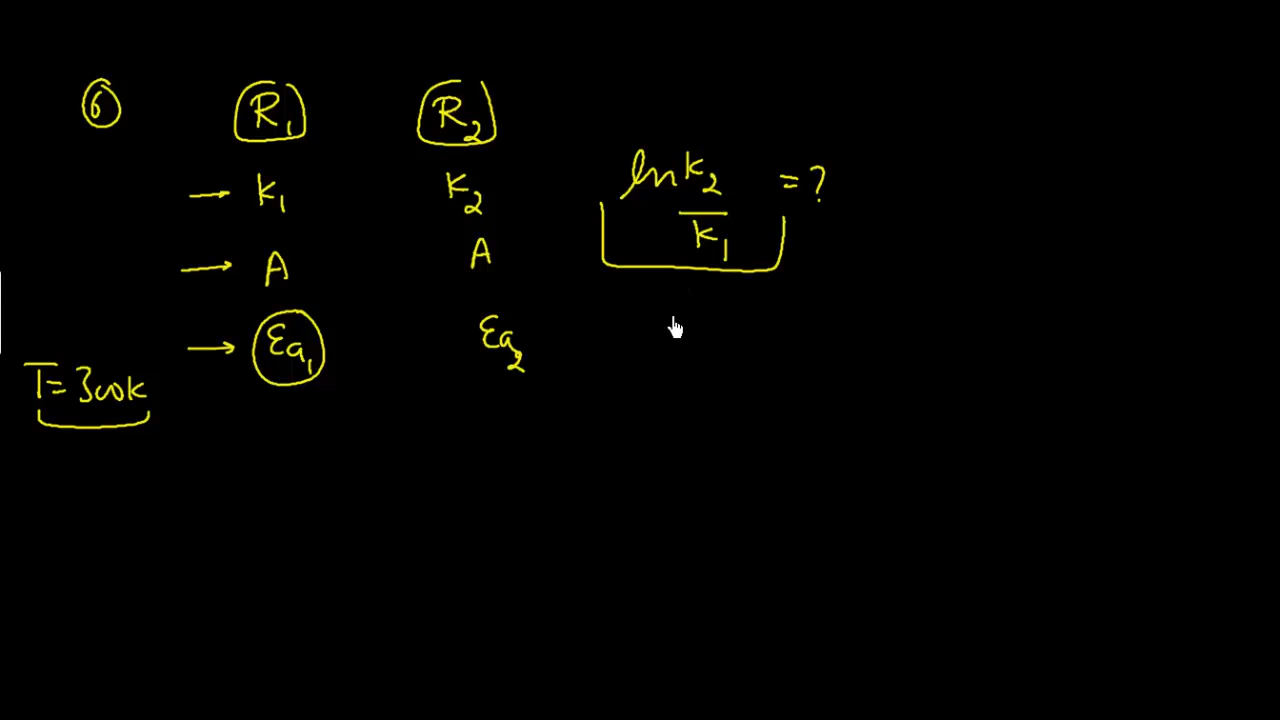 6 R₁ R₂
→ k₁ k₂ ln k₂/k₁ = ?
→ A A
→ Ea₁ Ea₂
T = 300K